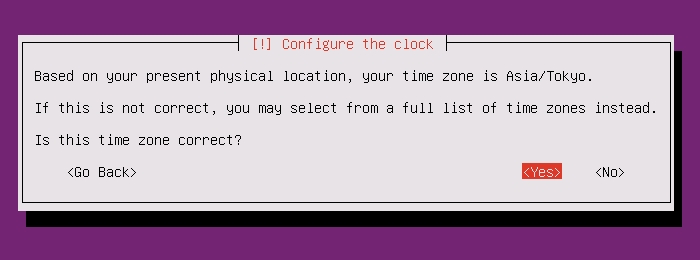 [!] Configure the clock
Based on your present physical location, your time zone is Asia/Tokyo.
If this is not correct, you may select from a full list of time zones instead.
Is this time zone correct?
<Go Back> <Yes> <No>